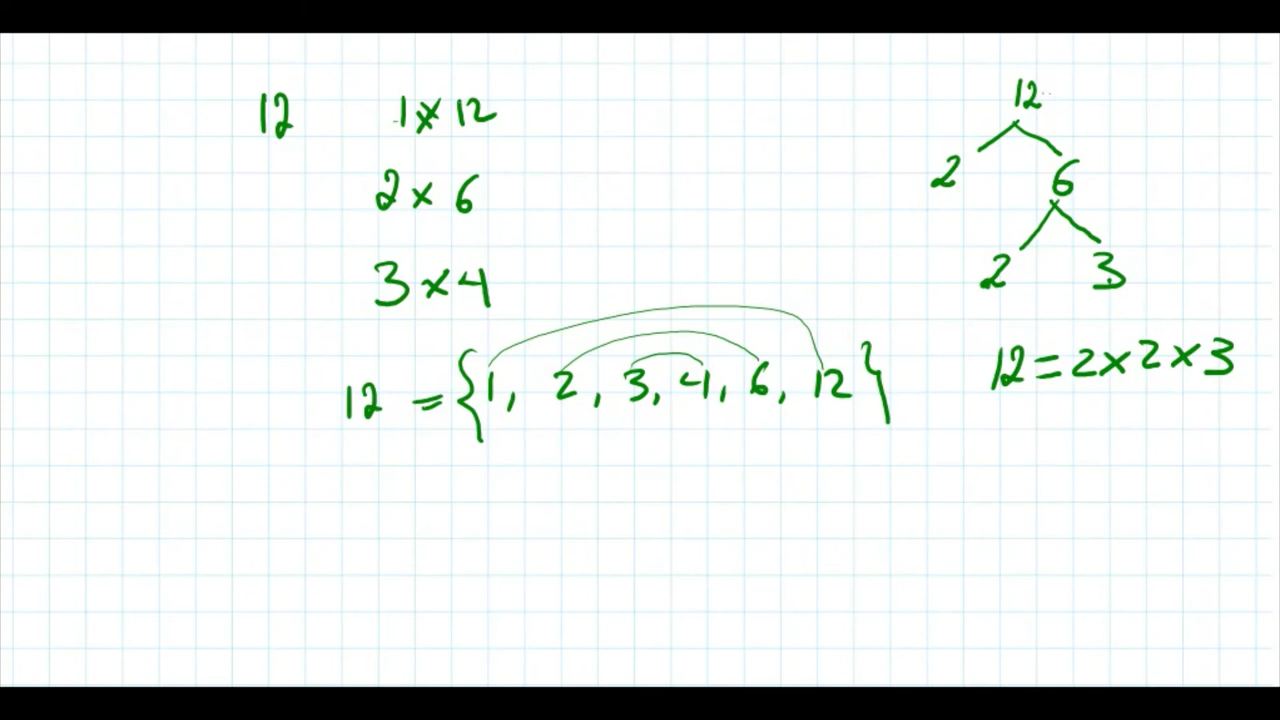 12 1 x 12
2 x 6
3 x 4
12 = {1, 2, 3, 4, 6, 12}
12
2 6
2 3
12 = 2 x 2 x 3